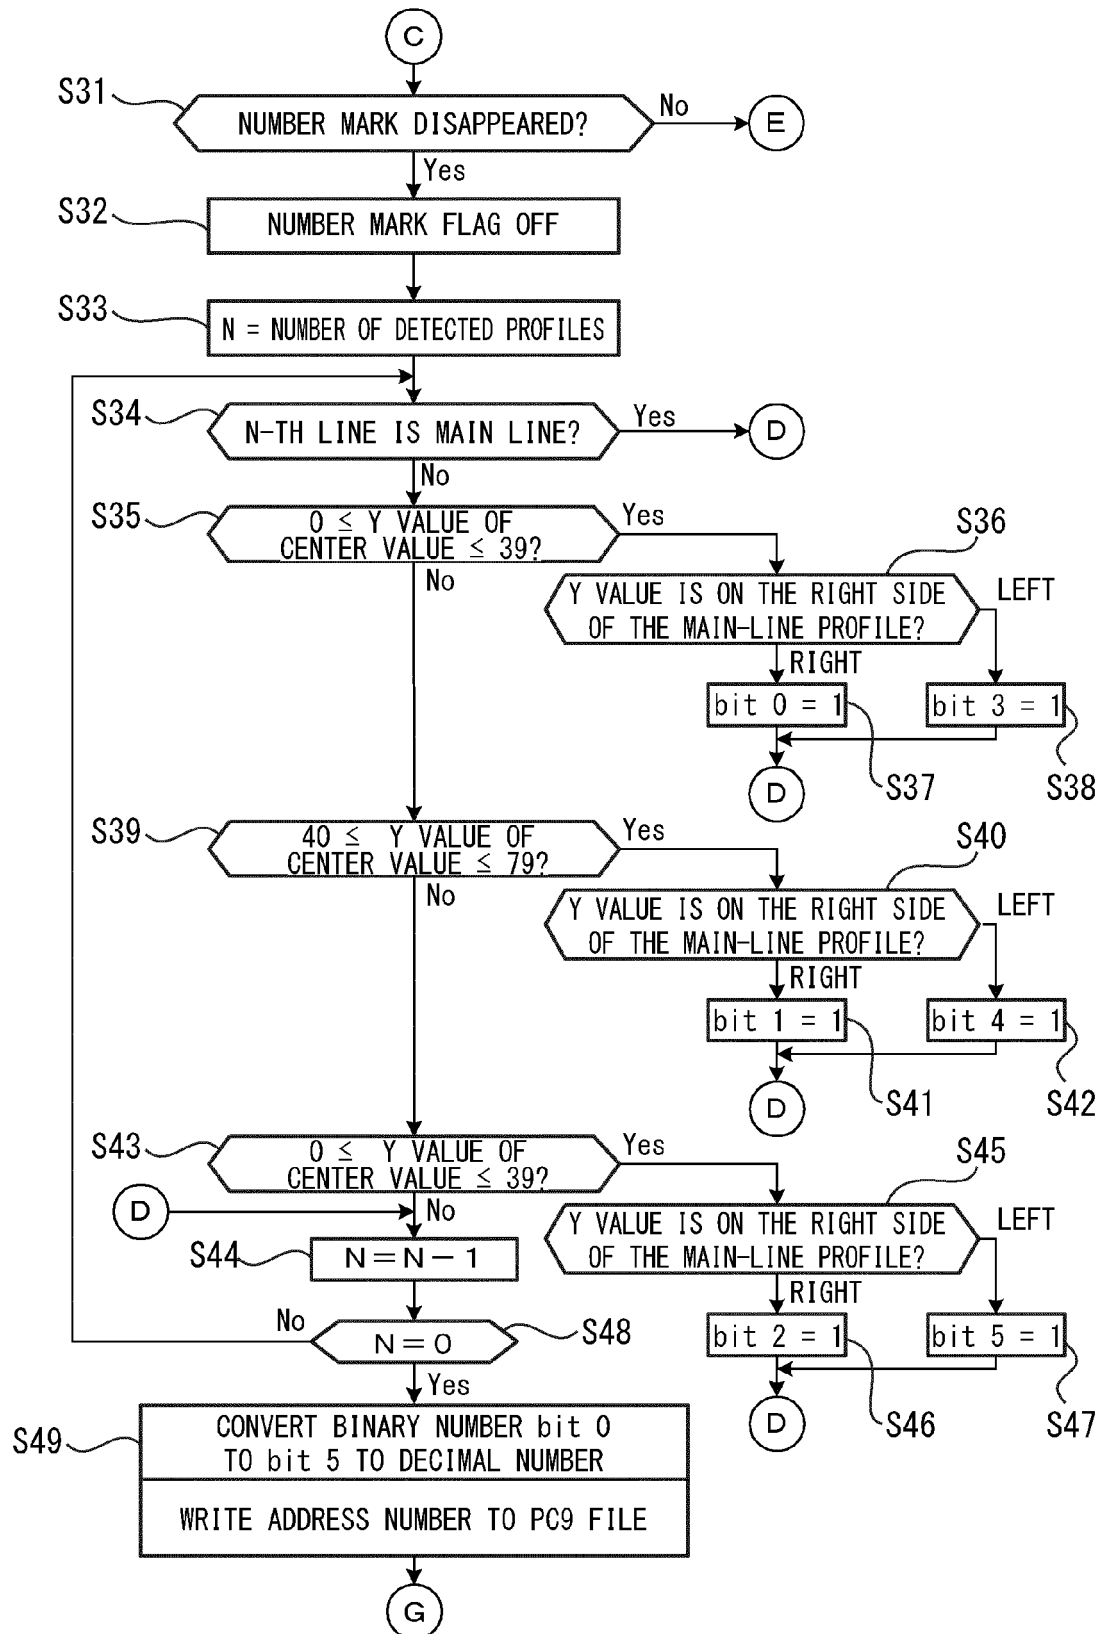 C
S31
NUMBER MARK DISAPPEARED?
No
E
Yes
S32
NUMBER MARK FLAG OFF
S33
N = NUMBER OF DETECTED PROFILES
S34
N-TH LINE IS MAIN LINE?
Yes
D
No
S35
0 ≤ Y VALUE OF
CENTER VALUE ≤ 39?
Yes
No
S36
Y VALUE IS ON THE RIGHT SIDE
OF THE MAIN-LINE PROFILE?
LEFT
RIGHT
bit 0 = 1
bit 3 = 1
S37
S38
D
S39
40 ≤ Y VALUE OF
CENTER VALUE ≤ 79?
Yes
No
S40
Y VALUE IS ON THE RIGHT SIDE
OF THE MAIN-LINE PROFILE?
LEFT
RIGHT
bit 1 = 1
bit 4 = 1
S41
S42
D
S43
0 ≤ Y VALUE OF
CENTER VALUE ≤ 39?
Yes
No
D
S45
Y VALUE IS ON THE RIGHT SIDE
OF THE MAIN-LINE PROFILE?
LEFT
RIGHT
S44
N=N-1
bit 2 = 1
bit 5 = 1
S46
S47
D
No
N=0
S48
Yes
S49
CONVERT BINARY NUMBER bit 0
TO bit 5 TO DECIMAL NUMBER
WRITE ADDRESS NUMBER TO PC9 FILE
G